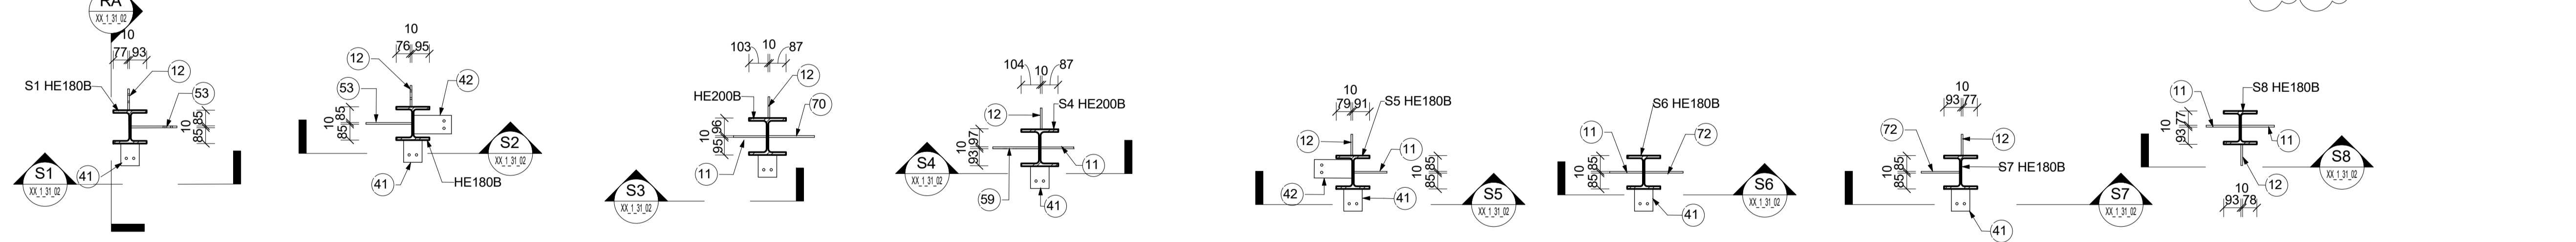 RA
XX_1_31_02
10
77 93
12
S1 HE180B
53
85 85
10
41
S1
XX_1_31_02
10
76 95
12
42
53
85 85
10
41
HE180B
S2
XX_1_31_02
103 10 87
12
HE200B
70
95 96
10
11
S3
XX_1_31_02
104 10 87
12
S4 HE200B
93 97
10
11
59
41
S4
XX_1_31_02
10
79 91
S5 HE180B
12
11
85 85
10
42
41
S5
XX_1_31_02
S6 HE180B
11
72
85 85
10
41
S6
XX_1_31_02
10
93 77
72
12
S7 HE180B
85 85
10
41
S7
XX_1_31_02
11
S8 HE180B
93 77
10
11
12
10
93 78
S8
XX_1_31_02